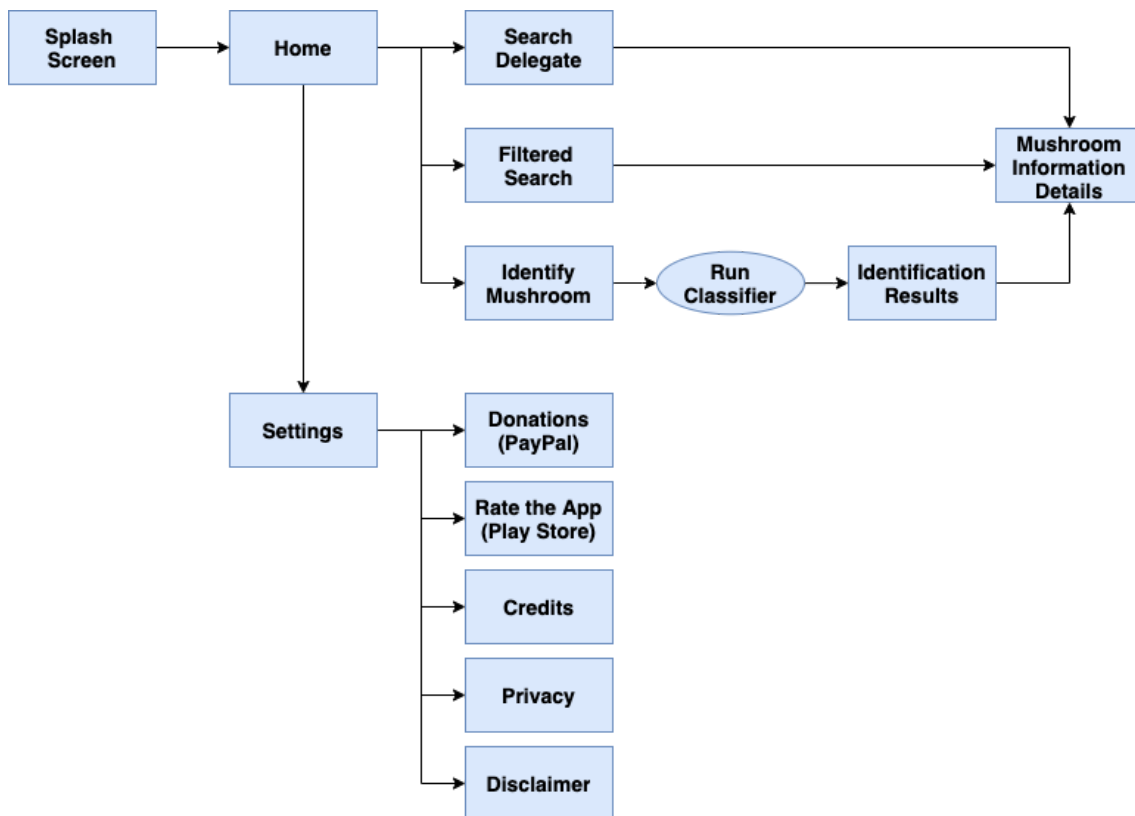 Splash
Screen
Home
Search
Delegate
Filtered
Search
Mushroom
Information
Details
Identify
Mushroom
Run
Classifier
Identification
Results
Settings
Donations
(PayPal)
Rate the App
(Play Store)
Credits
Privacy
Disclaimer